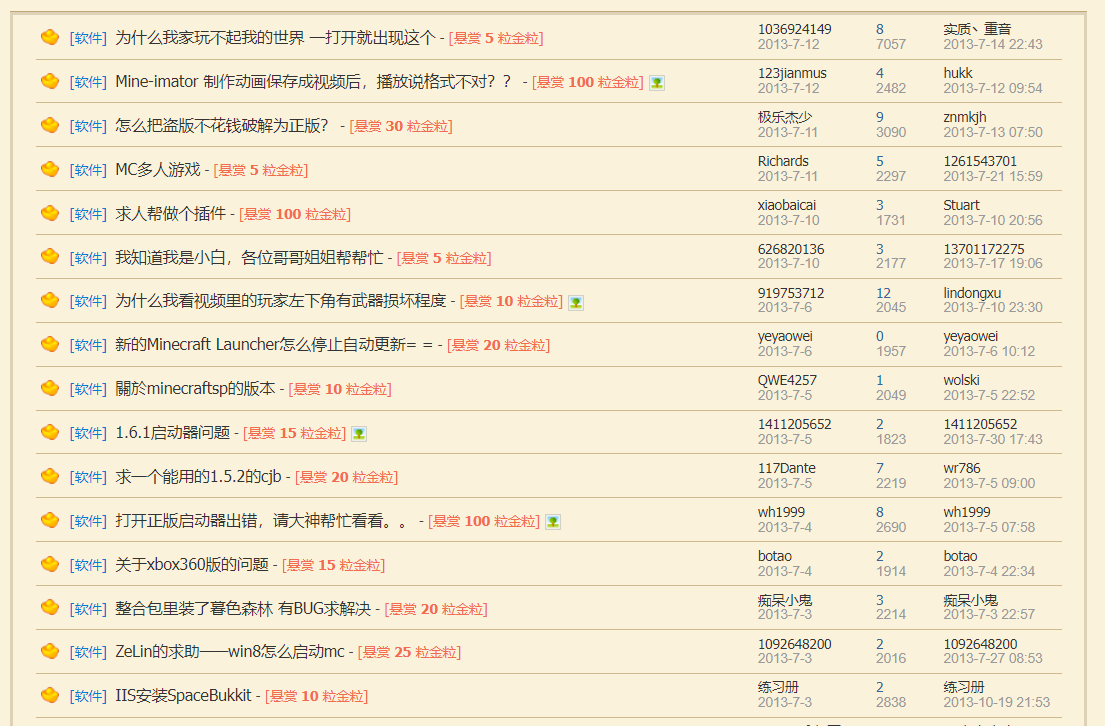 [软件] 为什么我家玩不起我的世界 一打开就出现这个 - [悬赏 5 粒金粒] 1036924149 8 实质丶重音
2013-7-12 7057 2013-7-14 22:43
[软件] Mine-imator 制作动画保存成视频后，播放说格式不对？？ - [悬赏 100 粒金粒] 123jianmus 4 hukk
2013-7-12 2482 2013-7-12 09:54
[软件] 怎么把盗版不花钱破解为正版？ - [悬赏 30 粒金粒] 极乐杰少 9 znmkjh
2013-7-11 3090 2013-7-13 07:50
[软件] MC多人游戏 - [悬赏 5 粒金粒] Richards 5 1261543701
2013-7-11 2297 2013-7-21 15:59
[软件] 求人帮做个插件 - [悬赏 100 粒金粒] xiaobaicai 3 Stuart
2013-7-10 1731 2013-7-10 20:56
[软件] 我知道我是小白，各位哥哥姐姐帮帮忙 - [悬赏 5 粒金粒] 626820136 3 13701172275
2013-7-10 2177 2013-7-17 19:06
[软件] 为什么我看视频里的玩家左下角有武器损坏程度 - [悬赏 10 粒金粒] 919753712 12 lindongxu
2013-7-6 2045 2013-7-10 23:30
[软件] 新的Minecraft Launcher怎么停止自动更新= = - [悬赏 20 粒金粒] yeyaowei 0 yeyaowei
2013-7-6 1957 2013-7-6 10:12
[软件] 關於minecraftsp的版本 - [悬赏 10 粒金粒] QWE4257 1 wolski
2013-7-5 2049 2013-7-5 22:52
[软件] 1.6.1启动器问题 - [悬赏 15 粒金粒] 1411205652 2 1411205652
2013-7-5 1823 2013-7-30 17:43
[软件] 求一个能用的1.5.2的cjb - [悬赏 20 粒金粒] 117Dante 7 wr786
2013-7-5 2219 2013-7-5 09:00
[软件] 打开正版启动器出错，请大神帮忙看看。。 - [悬赏 100 粒金粒] wh1999 8 wh1999
2013-7-4 2690 2013-7-5 07:58
[软件] 关于xbox360版的问题 - [悬赏 15 粒金粒] botao 2 botao
2013-7-4 1914 2013-7-4 22:34
[软件] 整合包里装了暮色森林 有BUG求解决 - [悬赏 20 粒金粒] 痴呆小鬼 3 痴呆小鬼
2013-7-3 2214 2013-7-3 22:57
[软件] ZeLin的求助——win8怎么启动mc - [悬赏 25 粒金粒] 1092648200 2 1092648200
2013-7-3 2016 2013-7-27 08:53
[软件] IIS安装SpaceBukkit - [悬赏 10 粒金粒] 练习册 2 练习册
2013-7-3 2838 2013-10-19 21:53